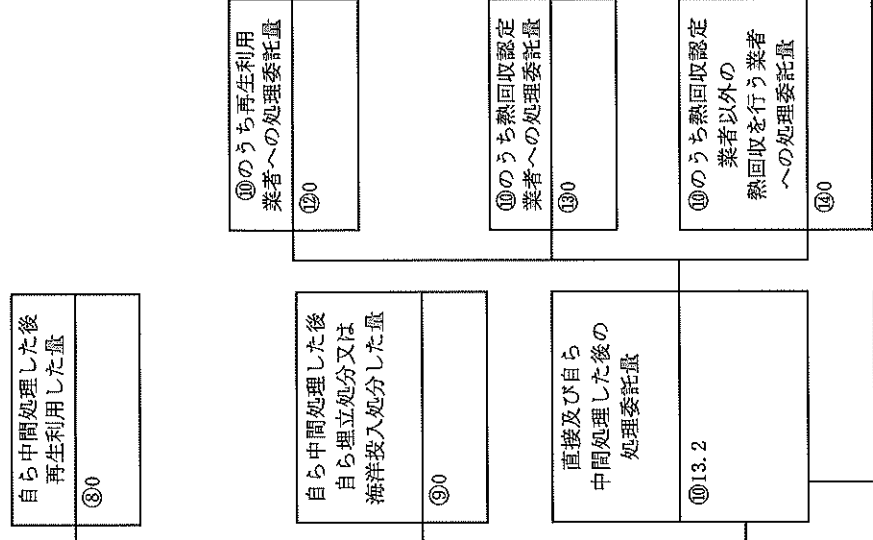 自ら中間処理した後
再生利用した量
⑧0
自ら中間処理した後
自ら埋立処分又は
海洋投入処分した量
⑨0
直接及び自ら
中間処理した後の
処理委託量
⑩13.2
⑩のうち再生利用
業者への処理委託量
⑫0
⑩のうち熱回収認定
業者への処理委託量
⑬0
⑩のうち熱回収認定
業者以外の
熱回収を行う業者
への処理委託量
⑭0